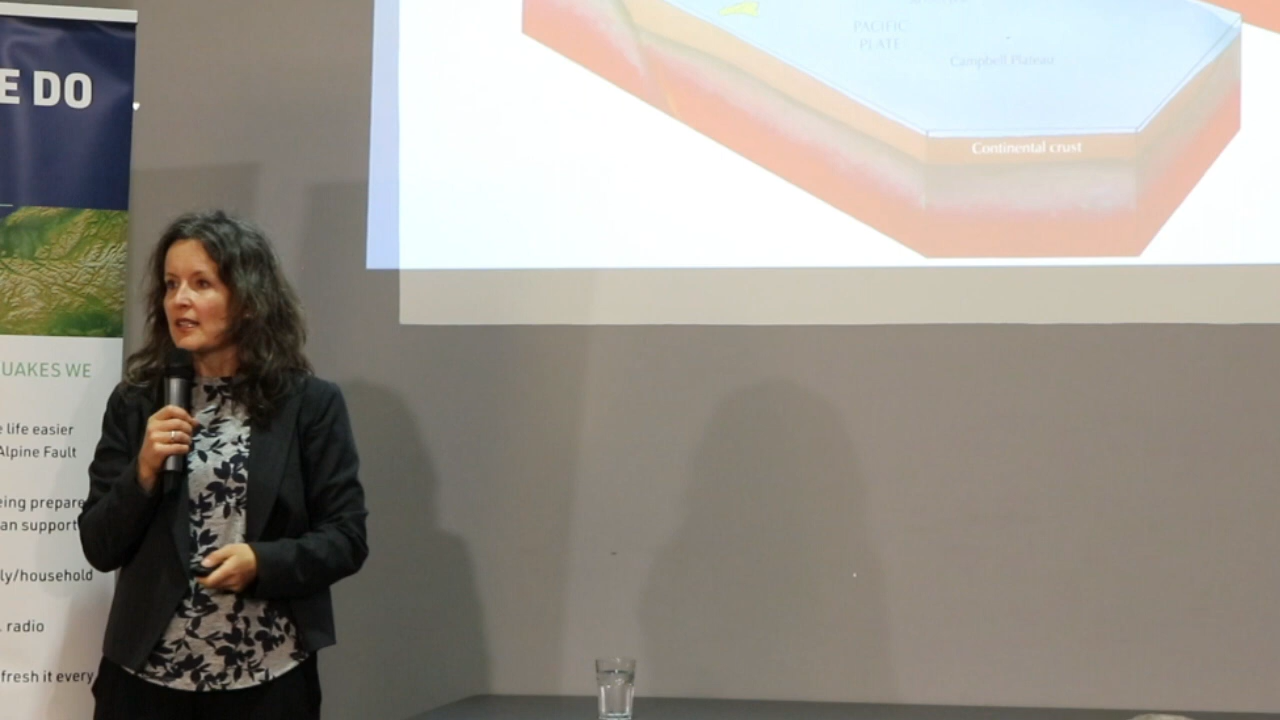 E DO
UAKES WE
e life easier
Alpine Fault
eing prepare
an support
ly/household
. radio
fresh it every
PACIFIC
PLATE
Campbell Plateau
Continental crust